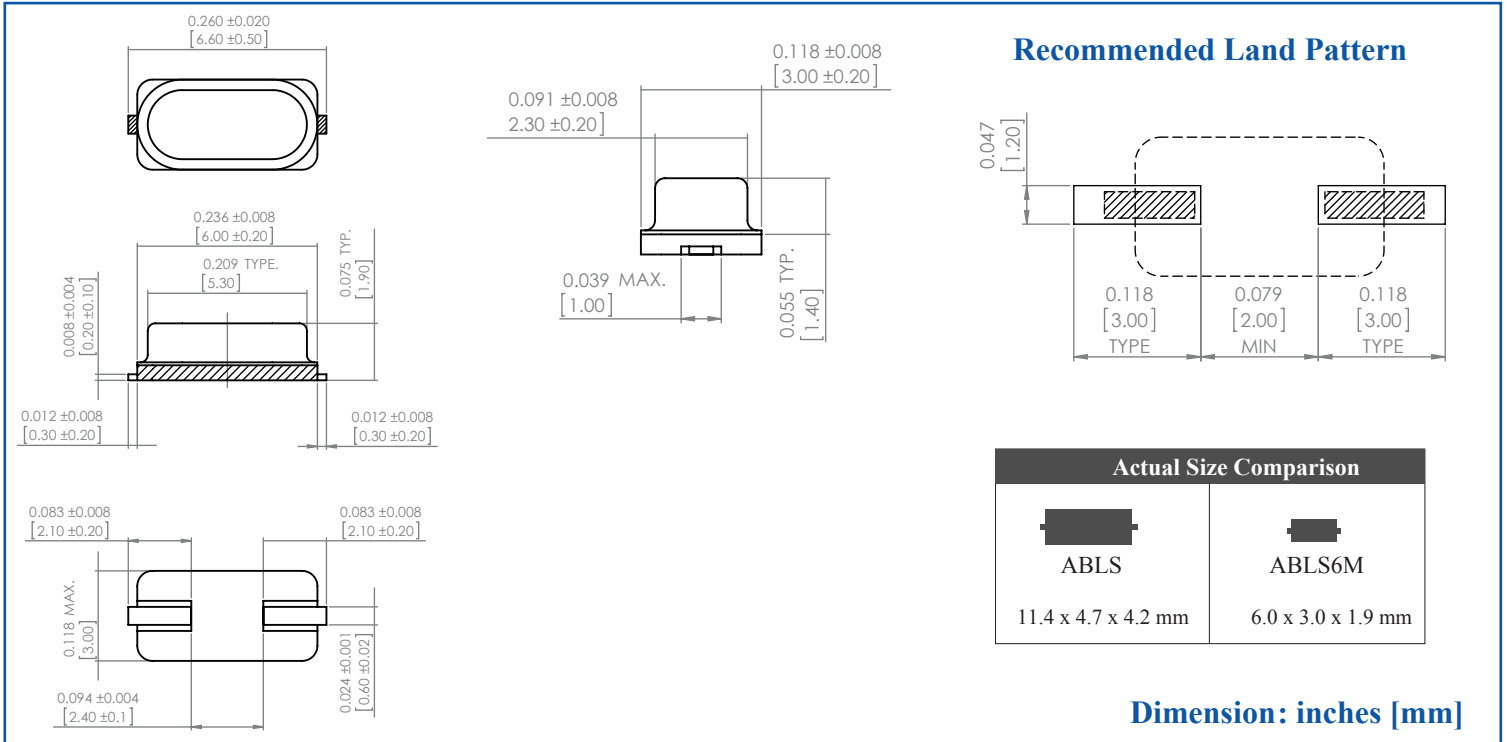 0.260 ±0.020
[6.60 ±0.50]
0.236 ±0.008
[6.00 ±0.20]
0.209 TYPE.
[5.30]
0.075 TYP.
[1.90]
0.008 ±0.004
[0.20 ±0.10]
0.012 ±0.008
[0.30 ±0.20]
0.012 ±0.008
[0.30 ±0.20]
0.083 ±0.008
[2.10 ±0.20]
0.083 ±0.008
[2.10 ±0.20]
0.118 MAX.
[3.00]
0.024 ±0.001
[0.60 ±0.02]
0.094 ±0.004
[2.40 ±0.1]
0.118 ±0.008
[3.00 ±0.20]
0.091 ±0.008
2.30 ±0.20]
0.039 MAX.
[1.00]
0.055 TYP.
[1.40]
Recommended Land Pattern
0.047
[1.20]
0.118
[3.00]
TYPE
0.079
[2.00]
MIN
0.118
[3.00]
TYPE
Actual Size Comparison
ABLS
11.4 x 4.7 x 4.2 mm
ABLS6M
6.0 x 3.0 x 1.9 mm
Dimension: inches [mm]